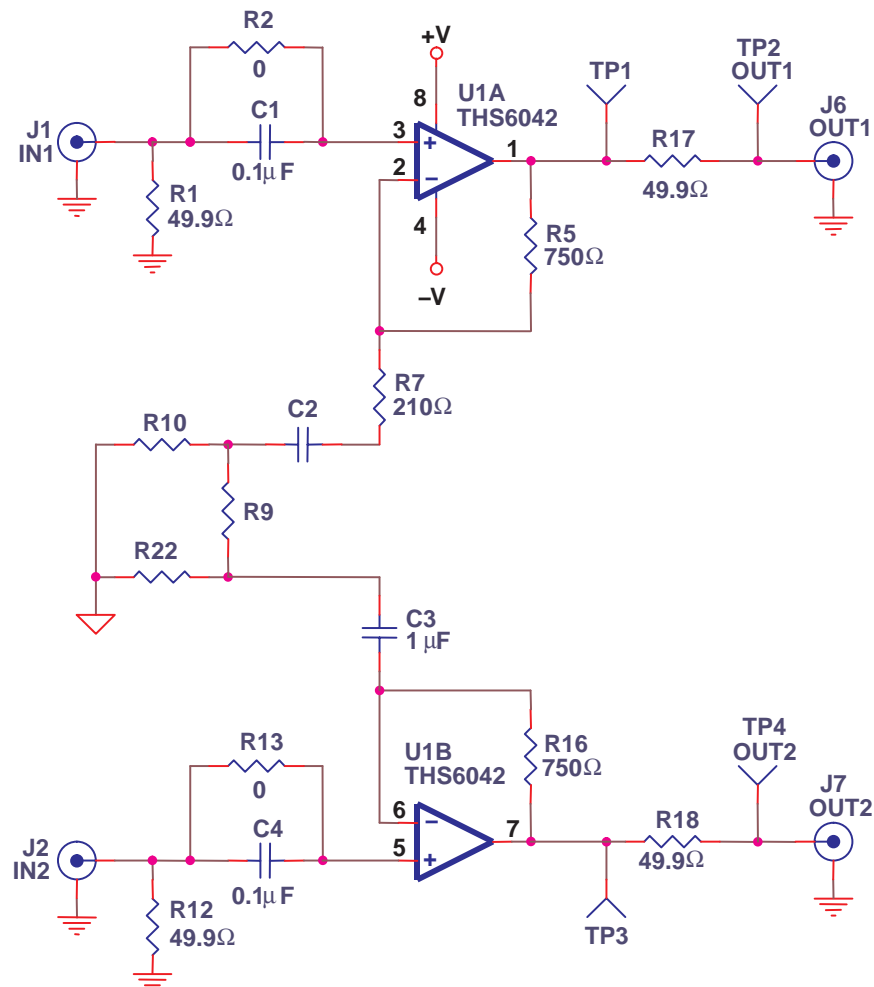 R2
0
+V
TP1
TP2
OUT1
J1
IN1
C1
0.1µF
8
U1A
THS6042
J6
OUT1
3
+
2
−
1
R17
49.9Ω
R1
49.9Ω
4
–V
R5
750Ω
R7
210Ω
R10
C2
R9
R22
C3
1 µF
R13
0
U1B
THS6042
R16
750Ω
TP4
OUT2
J7
OUT2
J2
IN2
C4
0.1µF
6
−
5
+
7
R18
49.9Ω
R12
49.9Ω
TP3